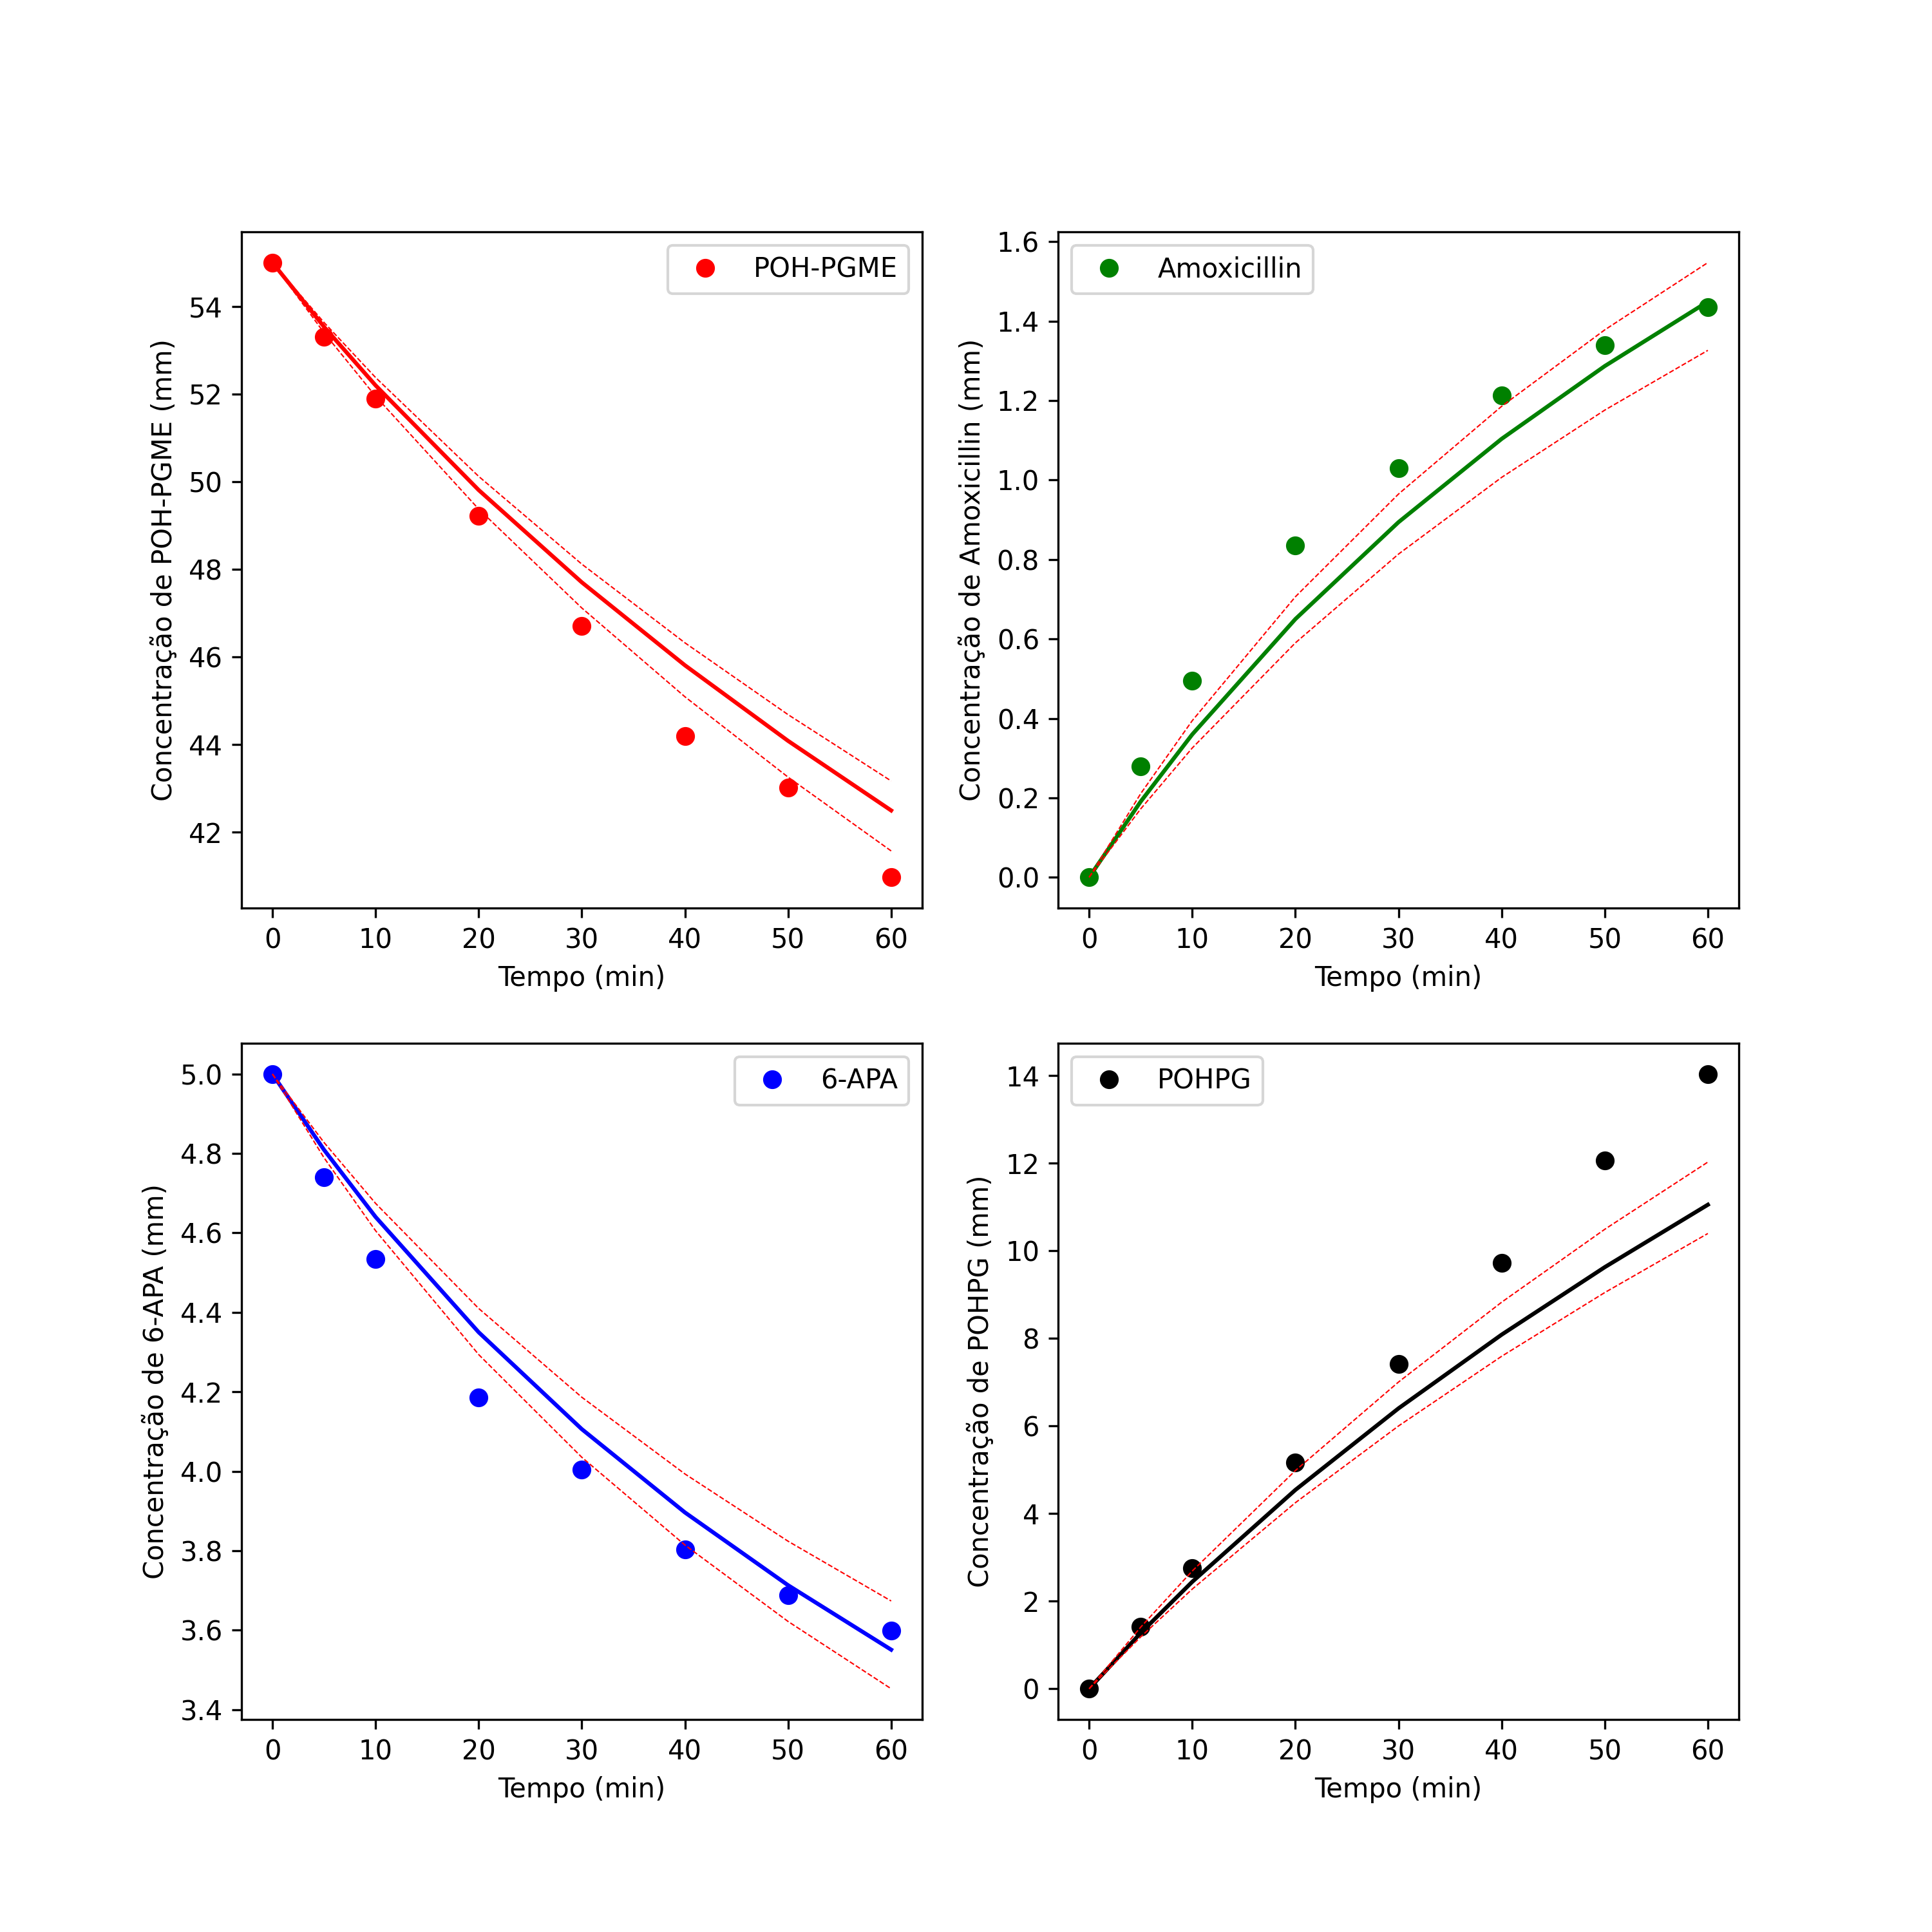 POH-PGME
Concentração de POH-PGME (mm)
54
52
50
48
46
44
42
0 10 20 30 40 50 60
Tempo (min)
Amoxicillin
Concentração de Amoxicillin (mm)
1.6
1.4
1.2
1.0
0.8
0.6
0.4
0.2
0.0
0 10 20 30 40 50 60
Tempo (min)
6-APA
Concentração de 6-APA (mm)
5.0
4.8
4.6
4.4
4.2
4.0
3.8
3.6
3.4
0 10 20 30 40 50 60
Tempo (min)
POHPG
Concentração de POHPG (mm)
14
12
10
8
6
4
2
0
0 10 20 30 40 50 60
Tempo (min)